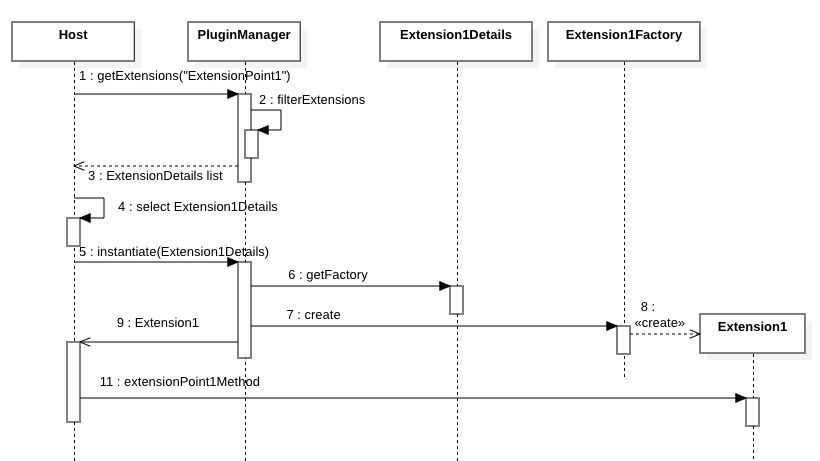 Host
PluginManager
Extension1Details
Extension1Factory
1 : getExtensions("ExtensionPoint1")
2 : filterExtensions
3 : ExtensionDetails list
4 : select Extension1Details
5 : instantiate(Extension1Details)
6 : getFactory
7 : create
8 :
«create»
Extension1
9 : Extension1
11 : extensionPoint1Method